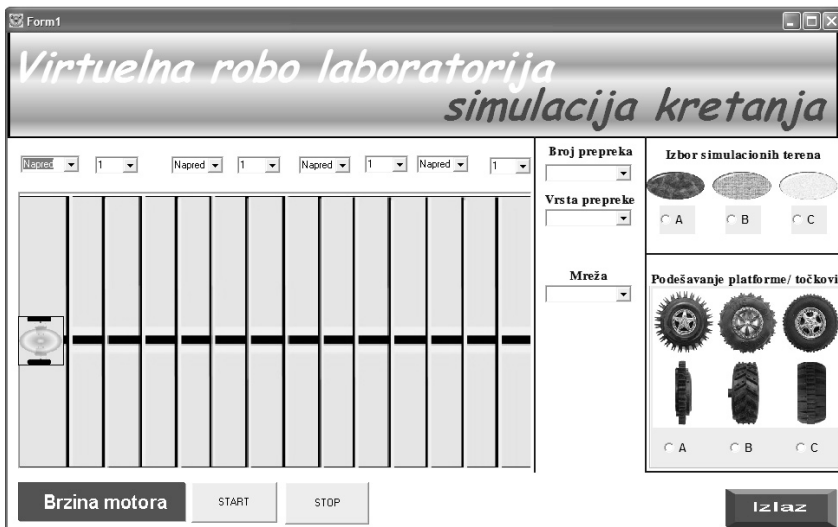 Form1
Virtuelna robo laboratorija
simulacija kretanja
Napred 1 Napred 1 Napred 1 Napred 1
Broj prepreka
Vrsta prepreke
Mreža
Izbor simulacionih terena
A B C
Podešavanje platforme/ točkovi
A B C
Brzina motora
START
STOP
Izlaz